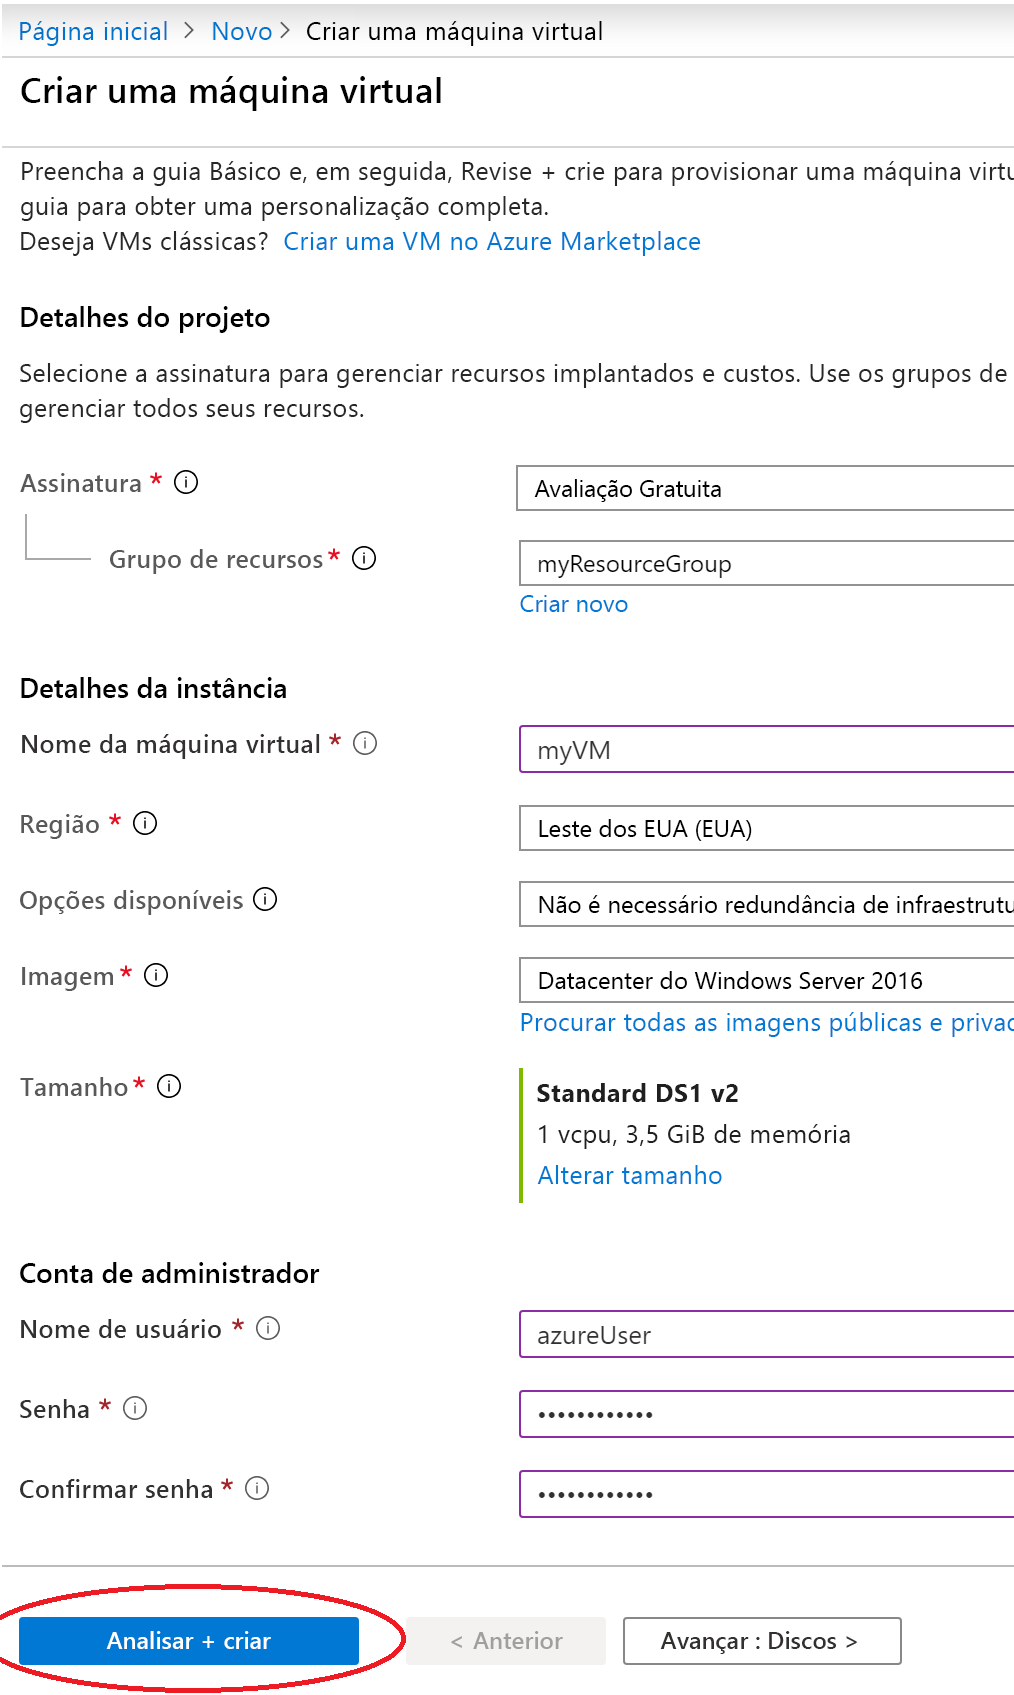 Página inicial > Novo > Criar uma máquina virtual
Criar uma máquina virtual
Preencha a guia Básico e, em seguida, Revise + crie para provisionar uma máquina virtu
guia para obter uma personalização completa.
Deseja VMs clássicas? Criar uma VM no Azure Marketplace
Detalhes do projeto
Selecione a assinatura para gerenciar recursos implantados e custos. Use os grupos de
gerenciar todos seus recursos.
Assinatura * Avaliação Gratuita
Grupo de recursos * myResourceGroup
Criar novo
Detalhes da instância
Nome da máquina virtual * myVM
Região * Leste dos EUA (EUA)
Opções disponíveis Não é necessário redundância de infraestrutu
Imagem * Datacenter do Windows Server 2016
Procurar todas as imagens públicas e privad
Tamanho * Standard DS1 v2
1 vcpu, 3,5 GiB de memória
Alterar tamanho
Conta de administrador
Nome de usuário * azureUser
Senha * ••••••••••••
Confirmar senha * ••••••••••••
Analisar + criar < Anterior Avançar : Discos >